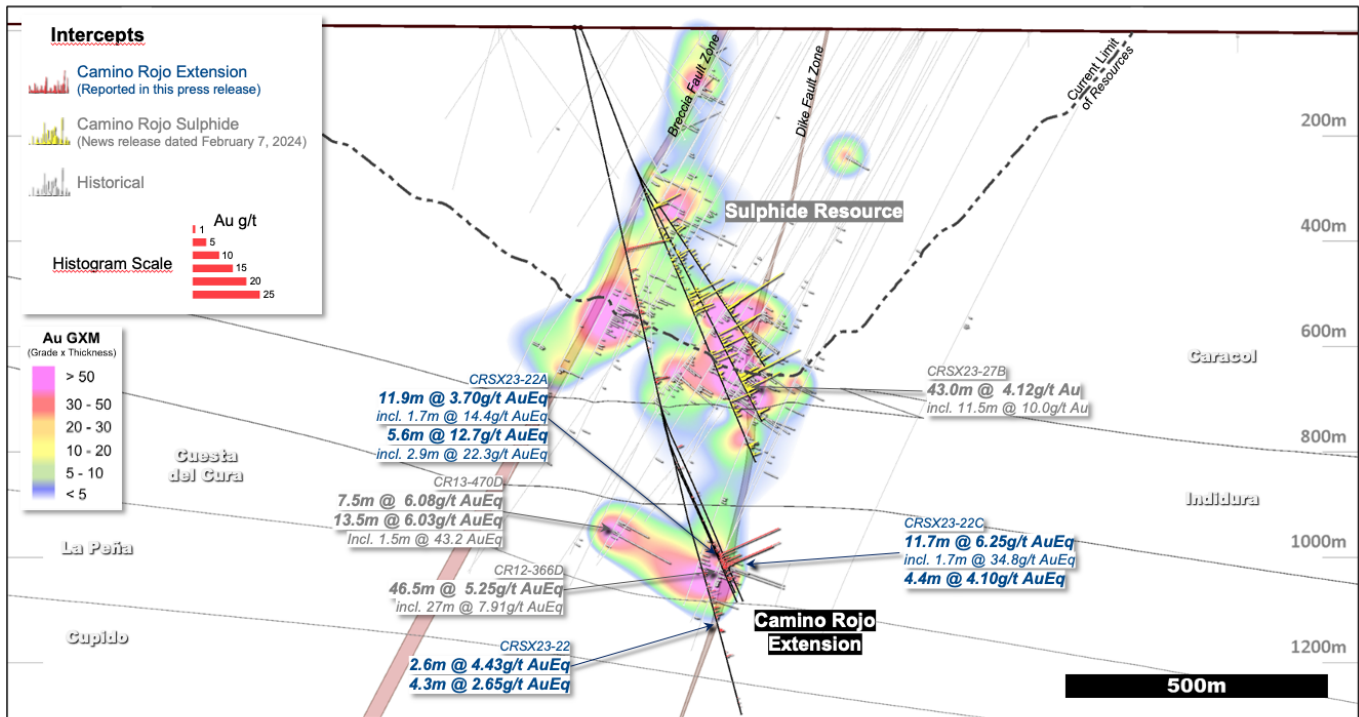 Intercepts
Camino Rojo Extension
(Reported in this press release)
Camino Rojo Sulphide
(News release dated February 7, 2024)
Historical
Au g/t
Histogram Scale
1
5
10
15
20
25
Au GXM
(Grade x Thickness)
> 50
30 - 50
20 - 30
10 - 20
5 - 10
< 5
Breccia Fault Zone
Dike Fault Zone
Current Limit
of Resources
Sulphide Resource
200m
400m
600m
800m
1000m
1200m
Caracol
Indidura
Cuesta
del Cura
La Peña
Cupido
CRSX23-22A
11.9m @ 3.70g/t AuEq
incl. 1.7m @ 14.4g/t AuEq
5.6m @ 12.7g/t AuEq
incl. 2.9m @ 22.3g/t AuEq
CRSX23-27B
43.0m @ 4.12g/t Au
incl. 11.5m @ 10.0g/t Au
CR13-470D
7.5m @ 6.08g/t AuEq
13.5m @ 6.03g/t AuEq
Incl. 1.5m @ 43.2 AuEq
CR12-366D
46.5m @ 5.25g/t AuEq
incl. 27m @ 7.91g/t AuEq
CRSX23-22C
11.7m @ 6.25g/t AuEq
incl. 1.7m @ 34.8g/t AuEq
4.4m @ 4.10g/t AuEq
CRSX23-22
2.6m @ 4.43g/t AuEq
4.3m @ 2.65g/t AuEq
Camino Rojo
Extension
500m